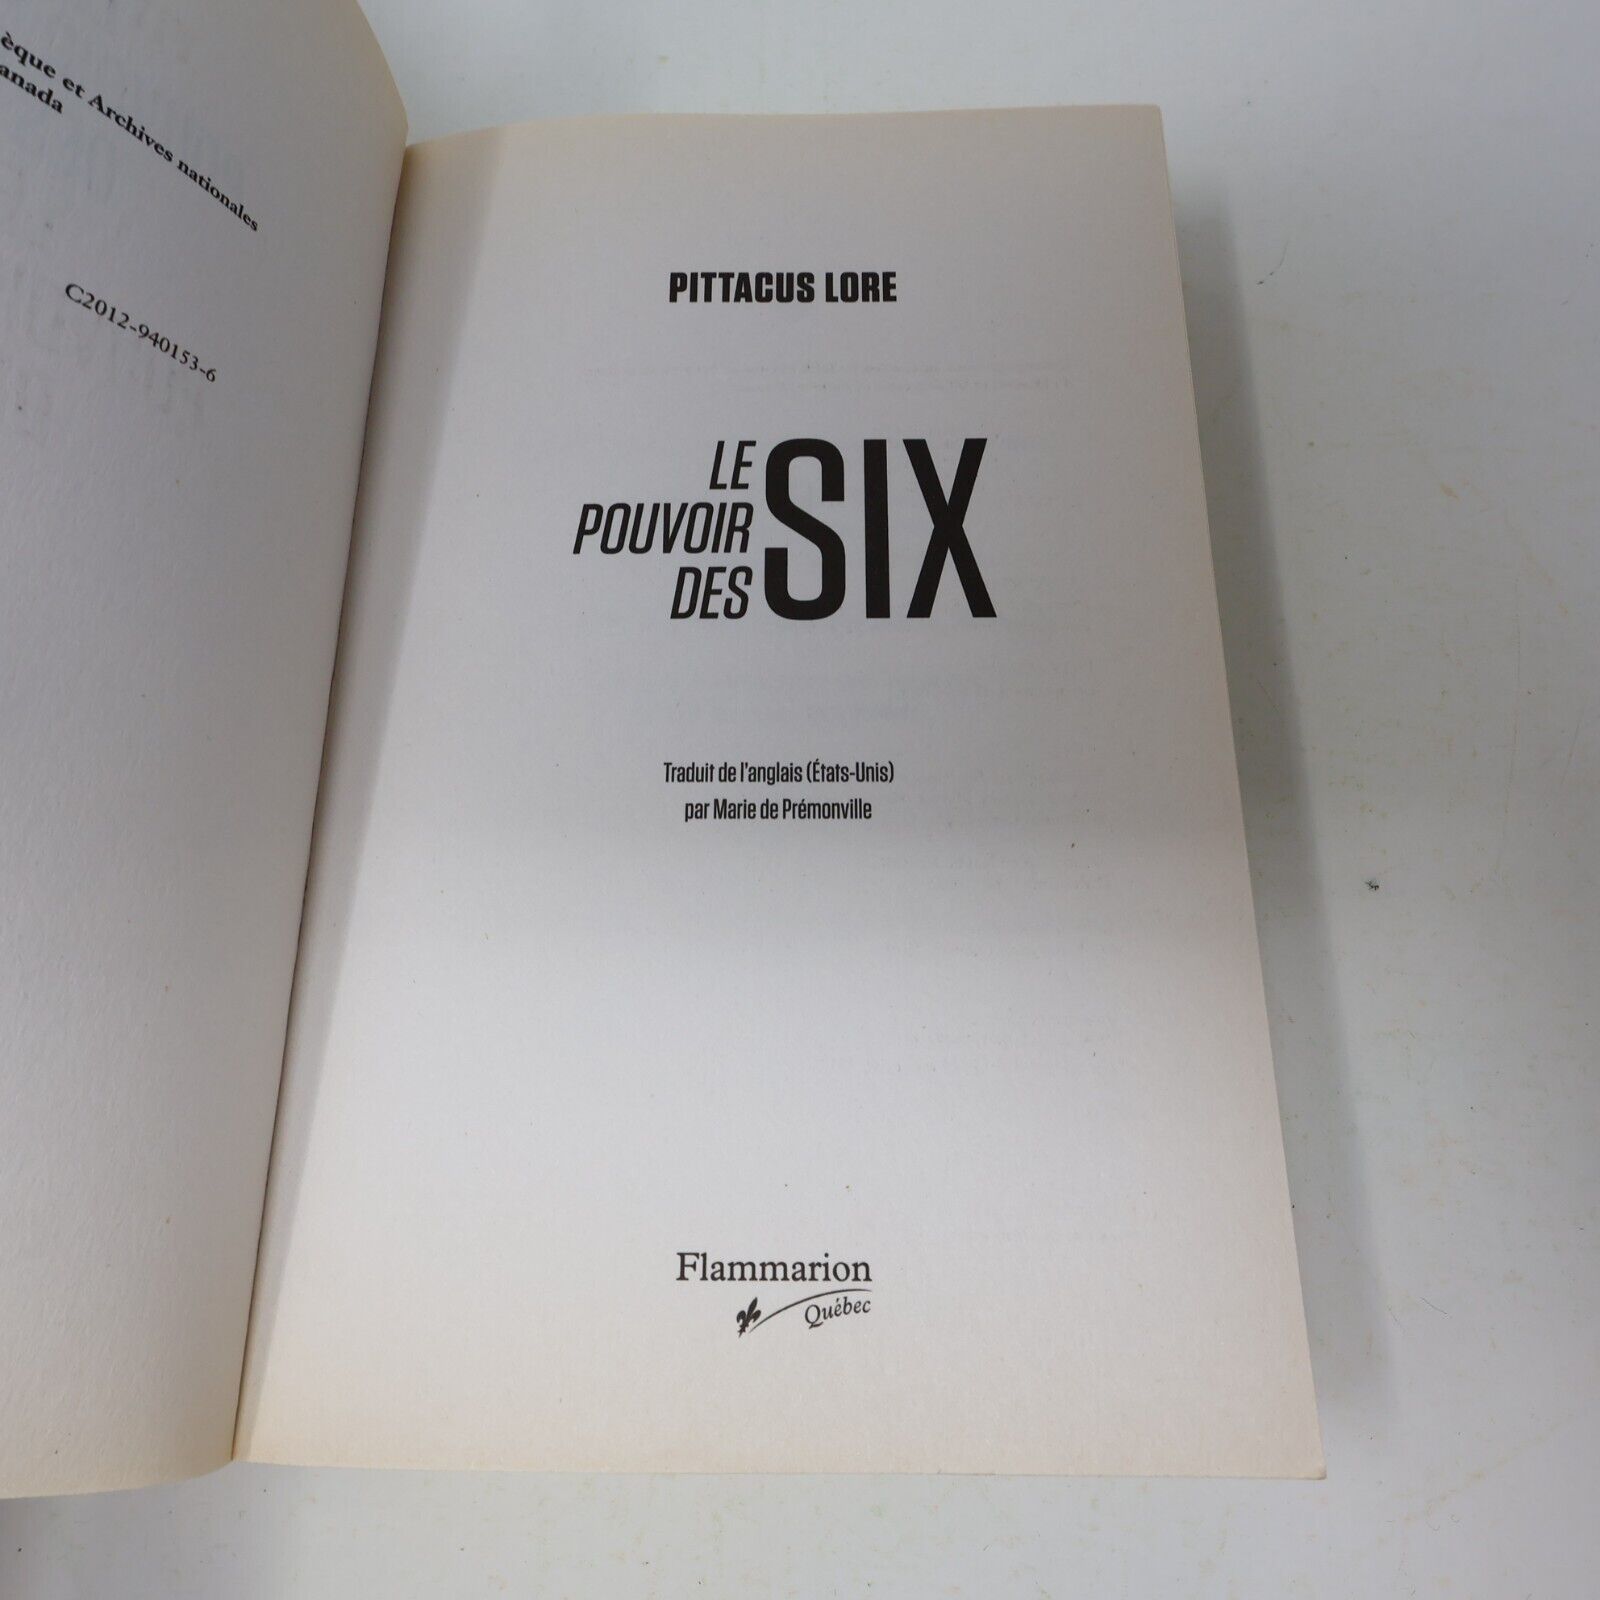 èque et Archives nationales
anada
C2012-940153-6
PITTACUS LORE
LE
POUVOIR
DES
SIX
Traduit de l'anglais (États-Unis)
par Marie de Prémonville
Flammarion
Québec